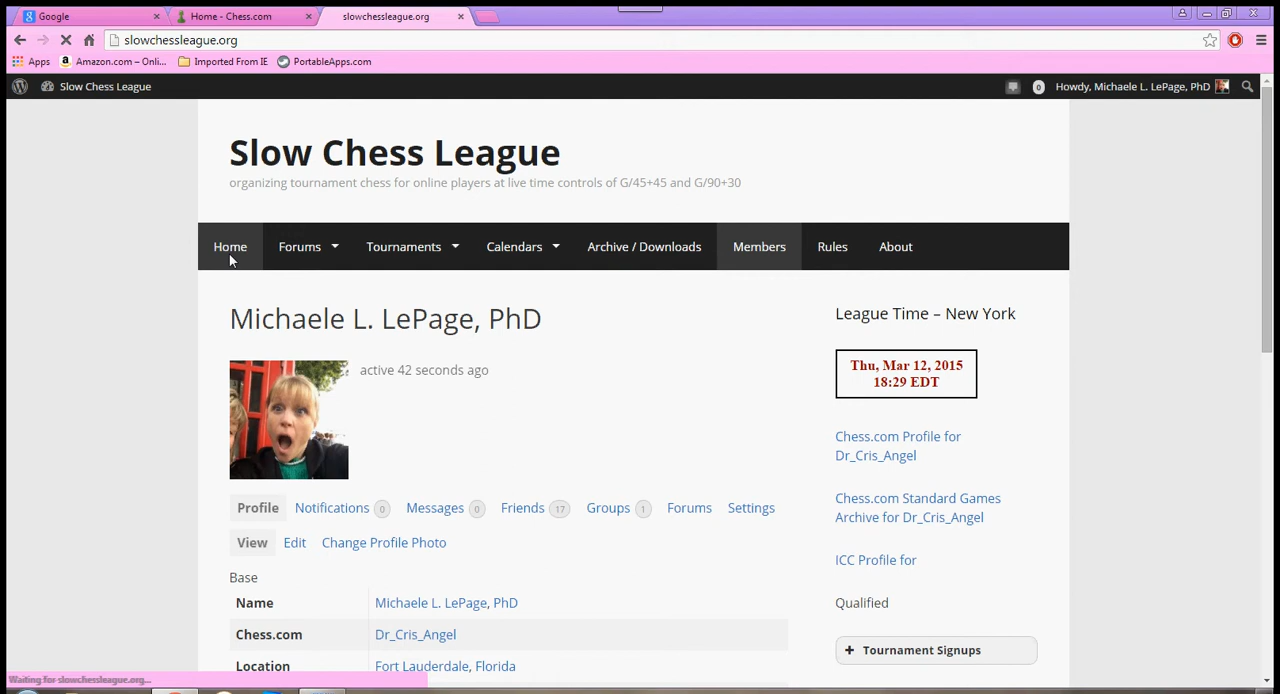 Google
Home - Chess.com
slowchessleague.org
slowchessleague.org
Apps Amazon.com – Onli... Imported From IE PortableApps.com
Slow Chess League 0 Howdy, Michaele L. LePage, PhD
Slow Chess League
organizing tournament chess for online players at live time controls of G/45+45 and G/90+30
Home Forums Tournaments Calendars Archive / Downloads Members Rules About
Michaele L. LePage, PhD
active 42 seconds ago
Profile Notifications 0 Messages 0 Friends 17 Groups 1 Forums Settings
View Edit Change Profile Photo
Base
Name Michaele L. LePage, PhD
Chess.com Dr_Cris_Angel
Location Fort Lauderdale, Florida
League Time – New York
Thu, Mar 12, 2015
18:29 EDT
Chess.com Profile for
Dr_Cris_Angel
Chess.com Standard Games
Archive for Dr_Cris_Angel
ICC Profile for
Qualified
+ Tournament Signups
Waiting for slowchessleague.org...